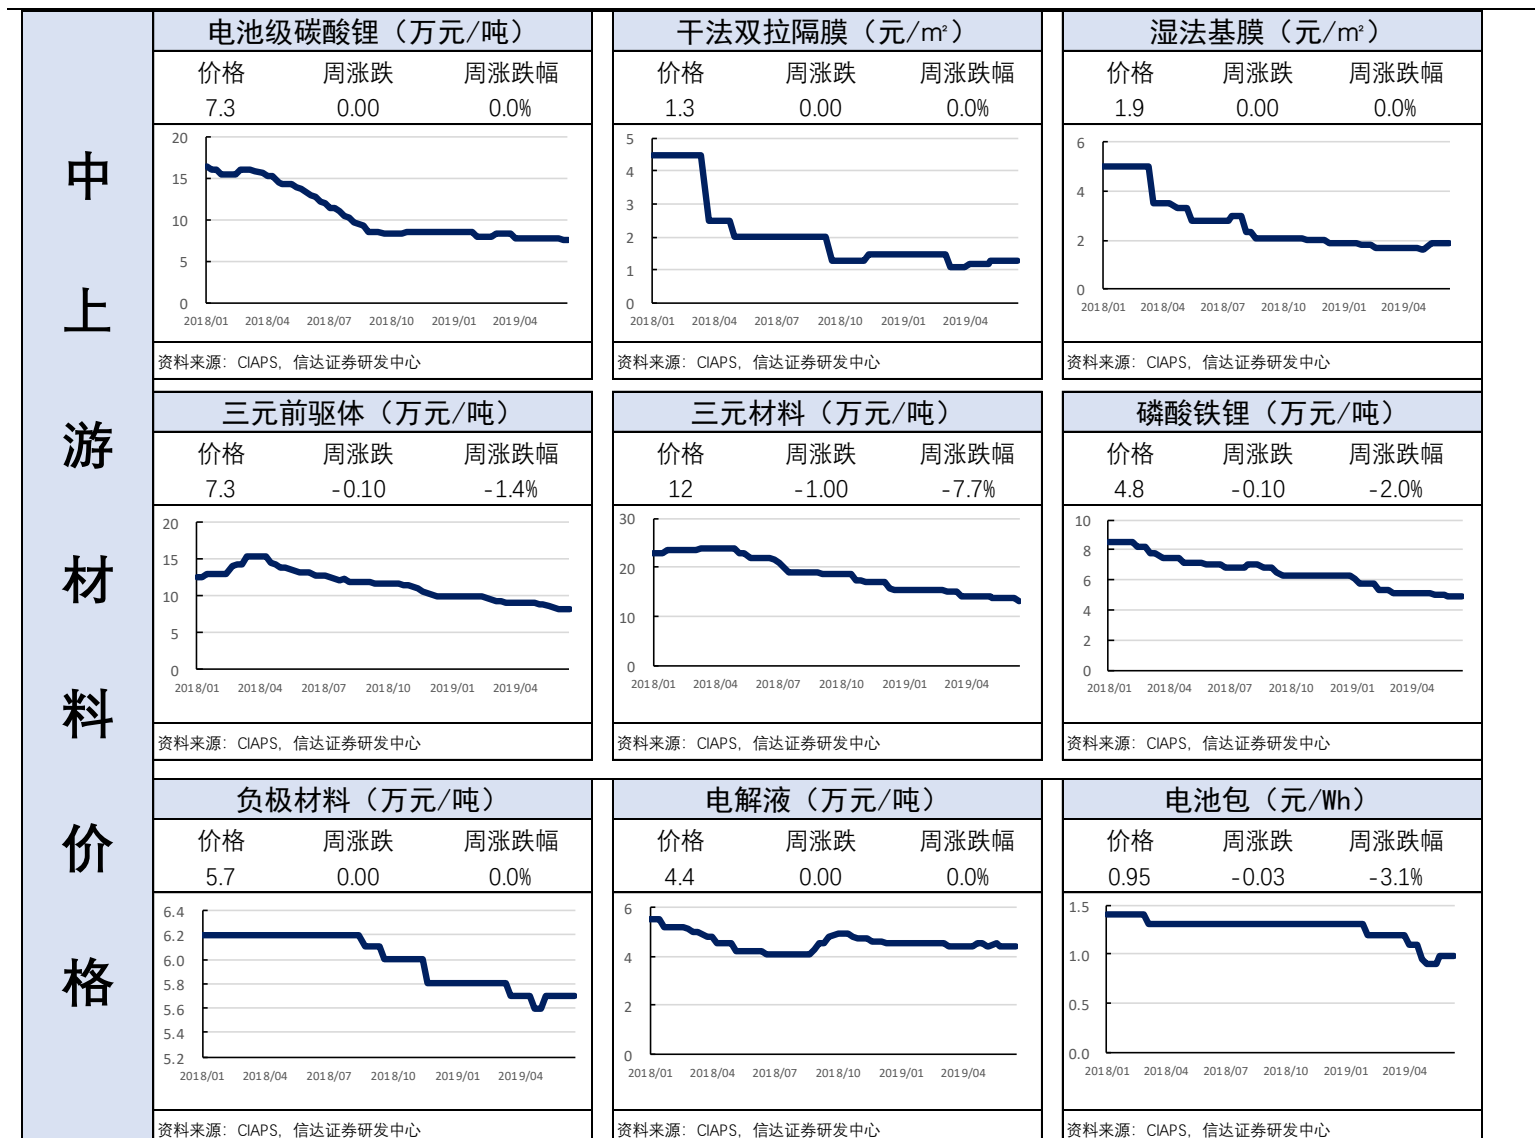 中
上
游
材
料
价
格
电池级碳酸锂（万元/吨）
价格 周涨跌 周涨跌幅
7.3 0.00 0.0%
20
15
10
5
0
2018/01 2018/04 2018/07 2018/10 2019/01 2019/04
资料来源：CIAPS，信达证券研发中心
干法双拉隔膜（元/㎡）
价格 周涨跌 周涨跌幅
1.3 0.00 0.0%
5
4
3
2
1
0
2018/01 2018/04 2018/07 2018/10 2019/01 2019/04
资料来源：CIAPS，信达证券研发中心
湿法基膜（元/㎡）
价格 周涨跌 周涨跌幅
1.9 0.00 0.0%
6
4
2
0
2018/01 2018/04 2018/07 2018/10 2019/01 2019/04
资料来源：CIAPS，信达证券研发中心
三元前驱体（万元/吨）
价格 周涨跌 周涨跌幅
7.3 -0.10 -1.4%
20
15
10
5
0
2018/01 2018/04 2018/07 2018/10 2019/01 2019/04
资料来源：CIAPS，信达证券研发中心
三元材料（万元/吨）
价格 周涨跌 周涨跌幅
12 -1.00 -7.7%
30
20
10
0
2018/01 2018/04 2018/07 2018/10 2019/01 2019/04
资料来源：CIAPS，信达证券研发中心
磷酸铁锂（万元/吨）
价格 周涨跌 周涨跌幅
4.8 -0.10 -2.0%
10
8
6
4
2
0
2018/01 2018/04 2018/07 2018/10 2019/01 2019/04
资料来源：CIAPS，信达证券研发中心
负极材料（万元/吨）
价格 周涨跌 周涨跌幅
5.7 0.00 0.0%
6.4
6.2
6.0
5.8
5.6
5.4
5.2
2018/01 2018/04 2018/07 2018/10 2019/01 2019/04
资料来源：CIAPS，信达证券研发中心
电解液（万元/吨）
价格 周涨跌 周涨跌幅
4.4 0.00 0.0%
6
4
2
0
2018/01 2018/04 2018/07 2018/10 2019/01 2019/04
资料来源：CIAPS，信达证券研发中心
电池包（元/Wh）
价格 周涨跌 周涨跌幅
0.95 -0.03 -3.1%
1.5
1.0
0.5
0.0
2018/01 2018/04 2018/07 2018/10 2019/01 2019/04
资料来源：CIAPS，信达证券研发中心